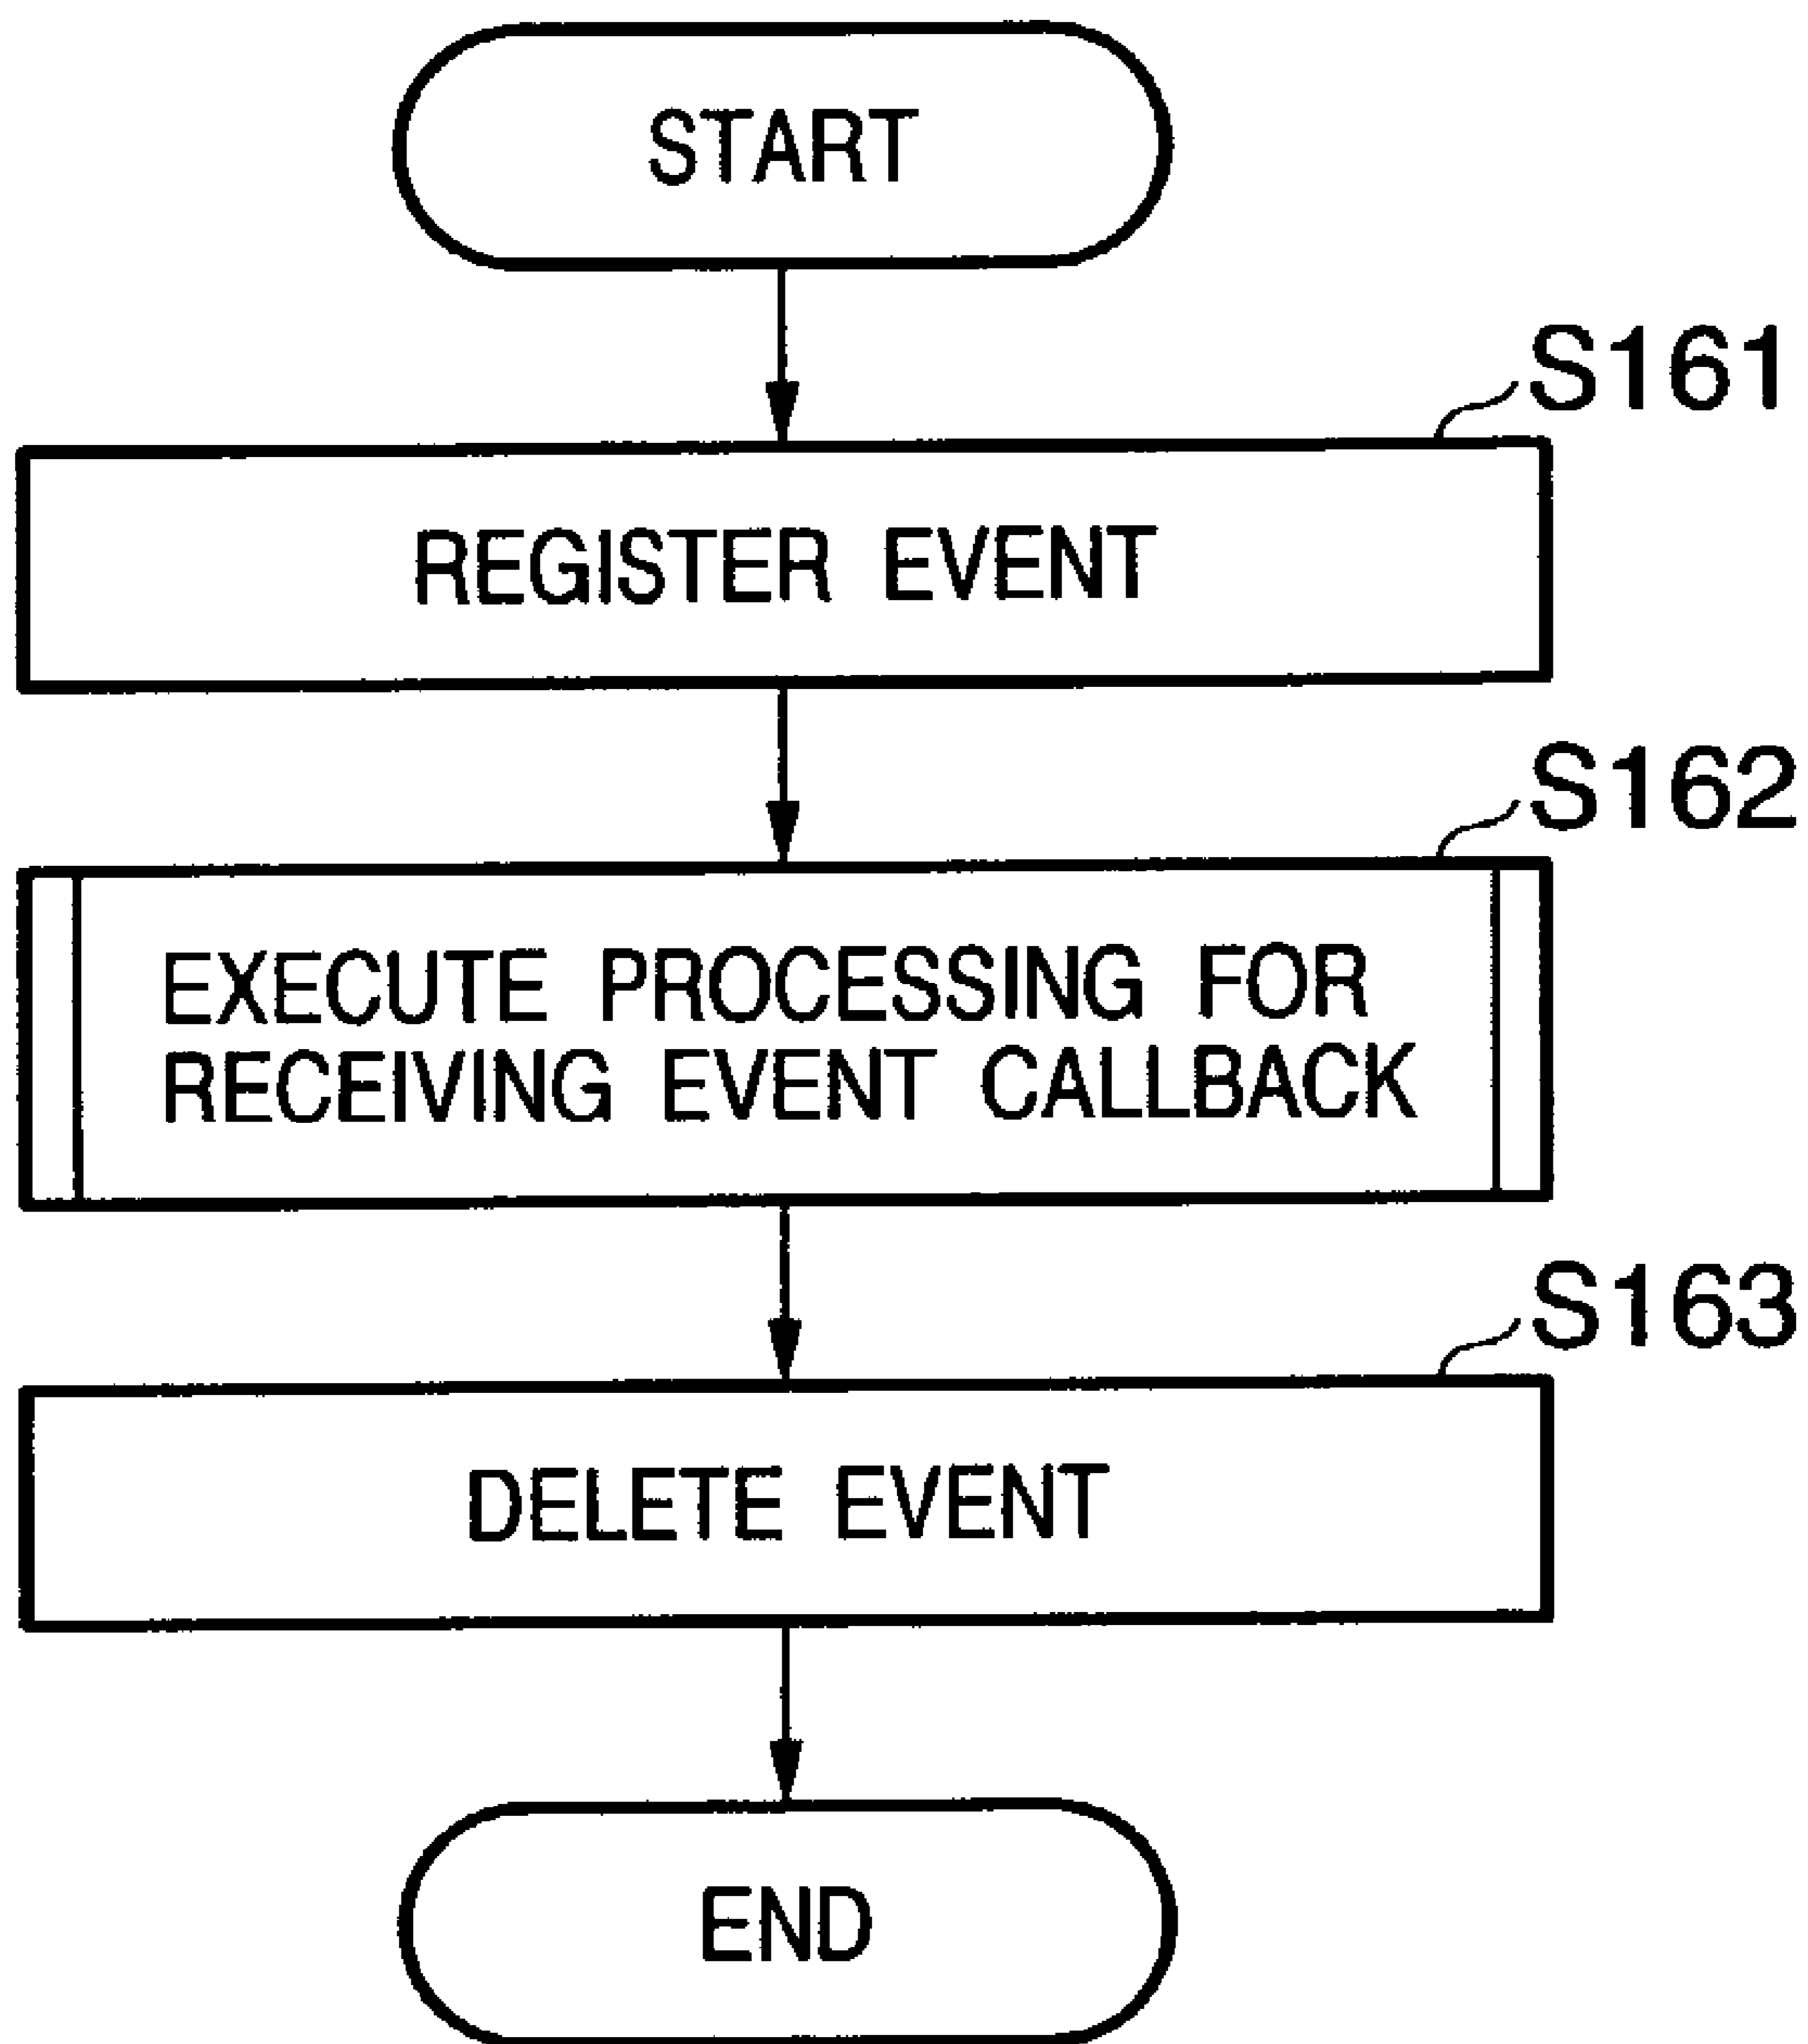 START
S161
REGISTER EVENT
S162
EXECUTE PROCESSING FOR
RECEIVING EVENT CALLBACK
S163
DELETE EVENT
END